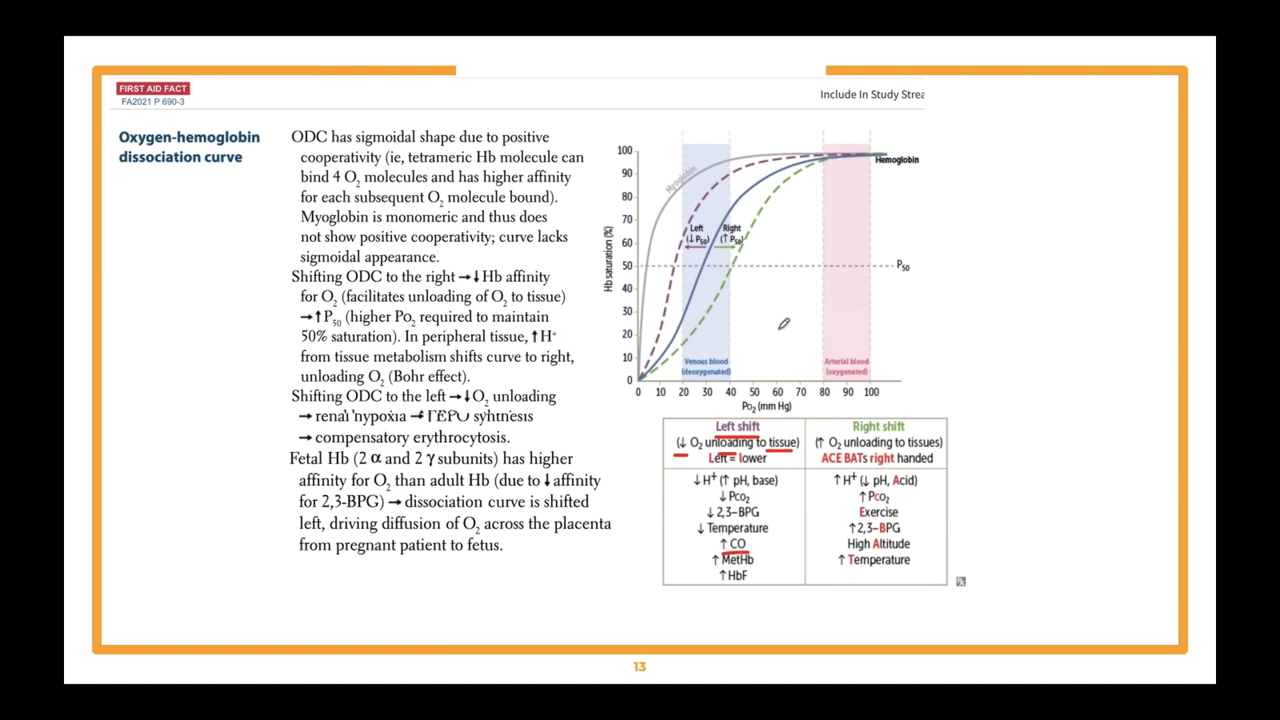 FIRST AID FACT
FA2021 P 690-3
Include In Study Strea
Oxygen-hemoglobin
dissociation curve
ODC has sigmoidal shape due to positive
cooperativity (ie, tetrameric Hb molecule can
bind 4 O₂ molecules and has higher affinity
for each subsequent O₂ molecule bound).
Myoglobin is monomeric and thus does
not show positive cooperativity; curve lacks
sigmoidal appearance.
Shifting ODC to the right → ↓ Hb affinity
for O₂ (facilitates unloading of O₂ to tissue)
→ ↑ P₅₀ (higher Po₂ required to maintain
50% saturation). In peripheral tissue, ↑ H⁺
from tissue metabolism shifts curve to right,
unloading O₂ (Bohr effect).
Shifting ODC to the left → ↓ O₂ unloading
→ renal hypoxia → synthesis
→ compensatory erythrocytosis.
Fetal Hb (2 α and 2 γ subunits) has higher
affinity for O₂ than adult Hb (due to ↓ affinity
for 2,3-BPG) → dissociation curve is shifted
left, driving diffusion of O₂ across the placenta
from pregnant patient to fetus.
Hb saturation (%)
100
90
80
70
60
50
40
30
20
10
0
Myoglobin
Hemoglobin
Left
(↓ P₅₀)
Right
(↑ P₅₀)
P₅₀
Venous blood
(deoxygenated)
Arterial blood
(oxygenated)
0 10 20 30 40 50 60 70 80 90 100
Po₂ (mm Hg)
Left shift
(↓ O₂ unloading to tissue)
Left = lower
↓ H⁺ (↑ pH, base)
↓ Pco₂
↓ 2,3–BPG
↓ Temperature
↑ CO
↑ MetHb
↑ HbF
Right shift
(↑ O₂ unloading to tissues)
ACE BATs right handed
↑ H⁺ (↓ pH, Acid)
↑ Pco₂
Exercise
↑ 2,3–BPG
High Altitude
↑ Temperature
13